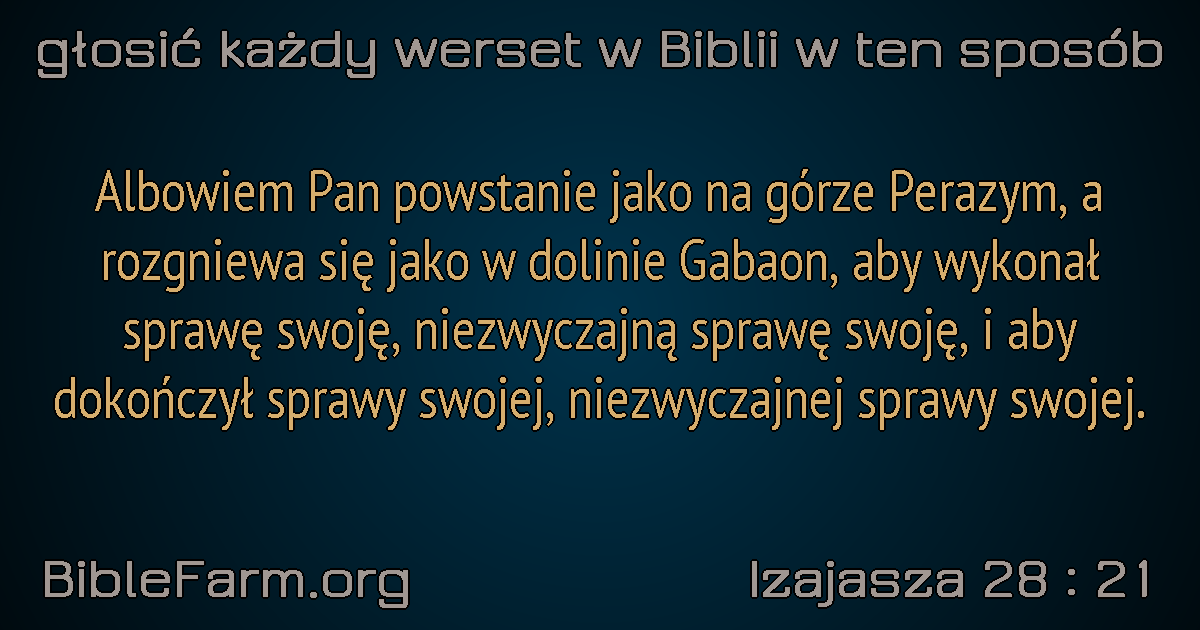 głosić każdy werset w Biblii w ten sposób
Albowiem Pan powstanie jako na górze Perazym, a
rozgniewa się jako w dolinie Gabaon, aby wykonał
sprawę swoję, niezwyczajną sprawę swoję, i aby
dokończył sprawy swojej, niezwyczajnej sprawy swojej.
BibleFarm.org
Izajasza 28 : 21